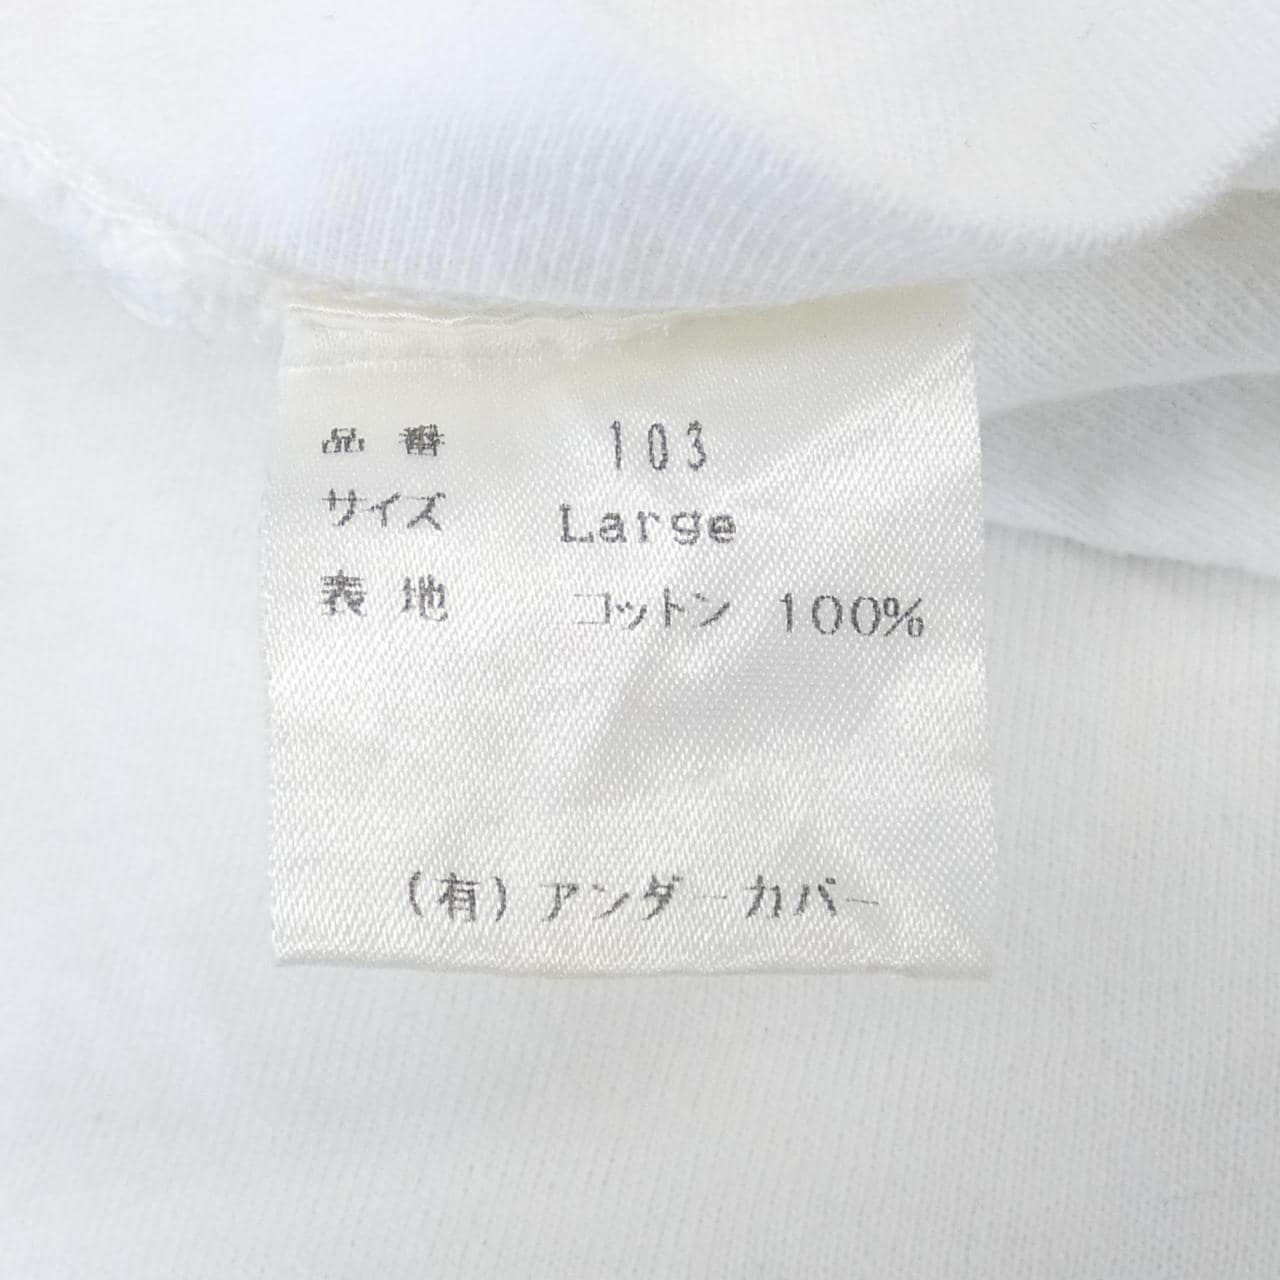 品番 103
サイズ Large
表地 コットン 100%
(有)アンダーカバー